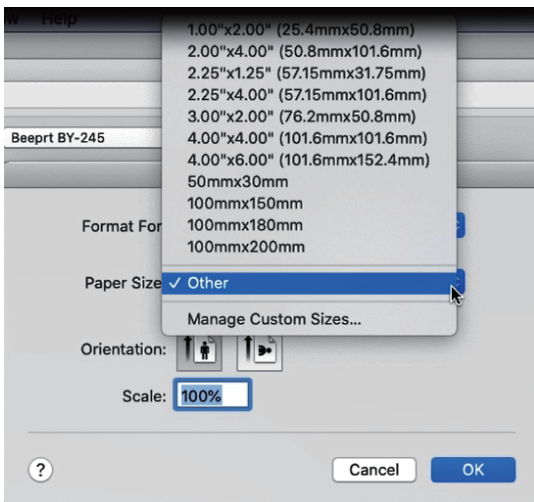 Help
1.00"x2.00" (25.4mmx50.8mm)
2.00"x4.00" (50.8mmx101.6mm)
2.25"x1.25" (57.15mmx31.75mm)
2.25"x4.00" (57.15mmx101.6mm)
3.00"x2.00" (76.2mmx50.8mm)
4.00"x4.00" (101.6mmx101.6mm)
4.00"x6.00" (101.6mmx152.4mm)
50mmx30mm
100mmx150mm
100mmx180mm
100mmx200mm
✓ Other
Manage Custom Sizes...
Beeprt BY-245
Format For
Paper Size
Orientation:
Scale: 100%
?
Cancel
OK